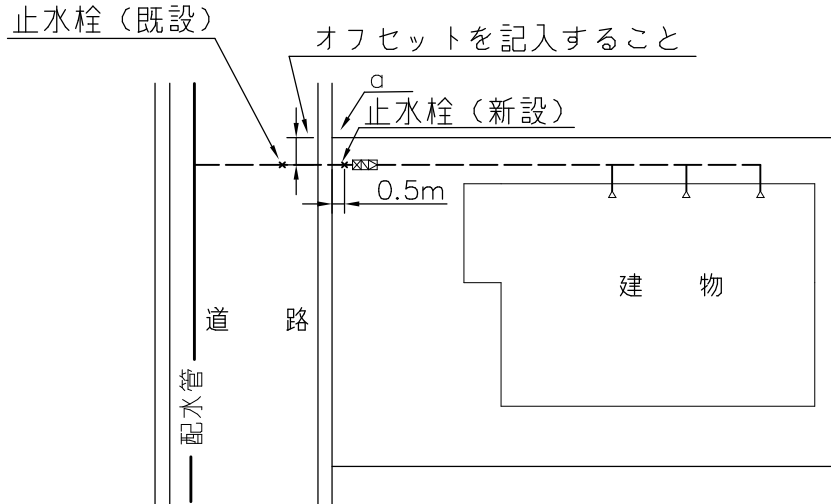 止水栓（既設）
オフセットを記入すること
a
止水栓（新設）
0.5m
建 物
道 路
配水管